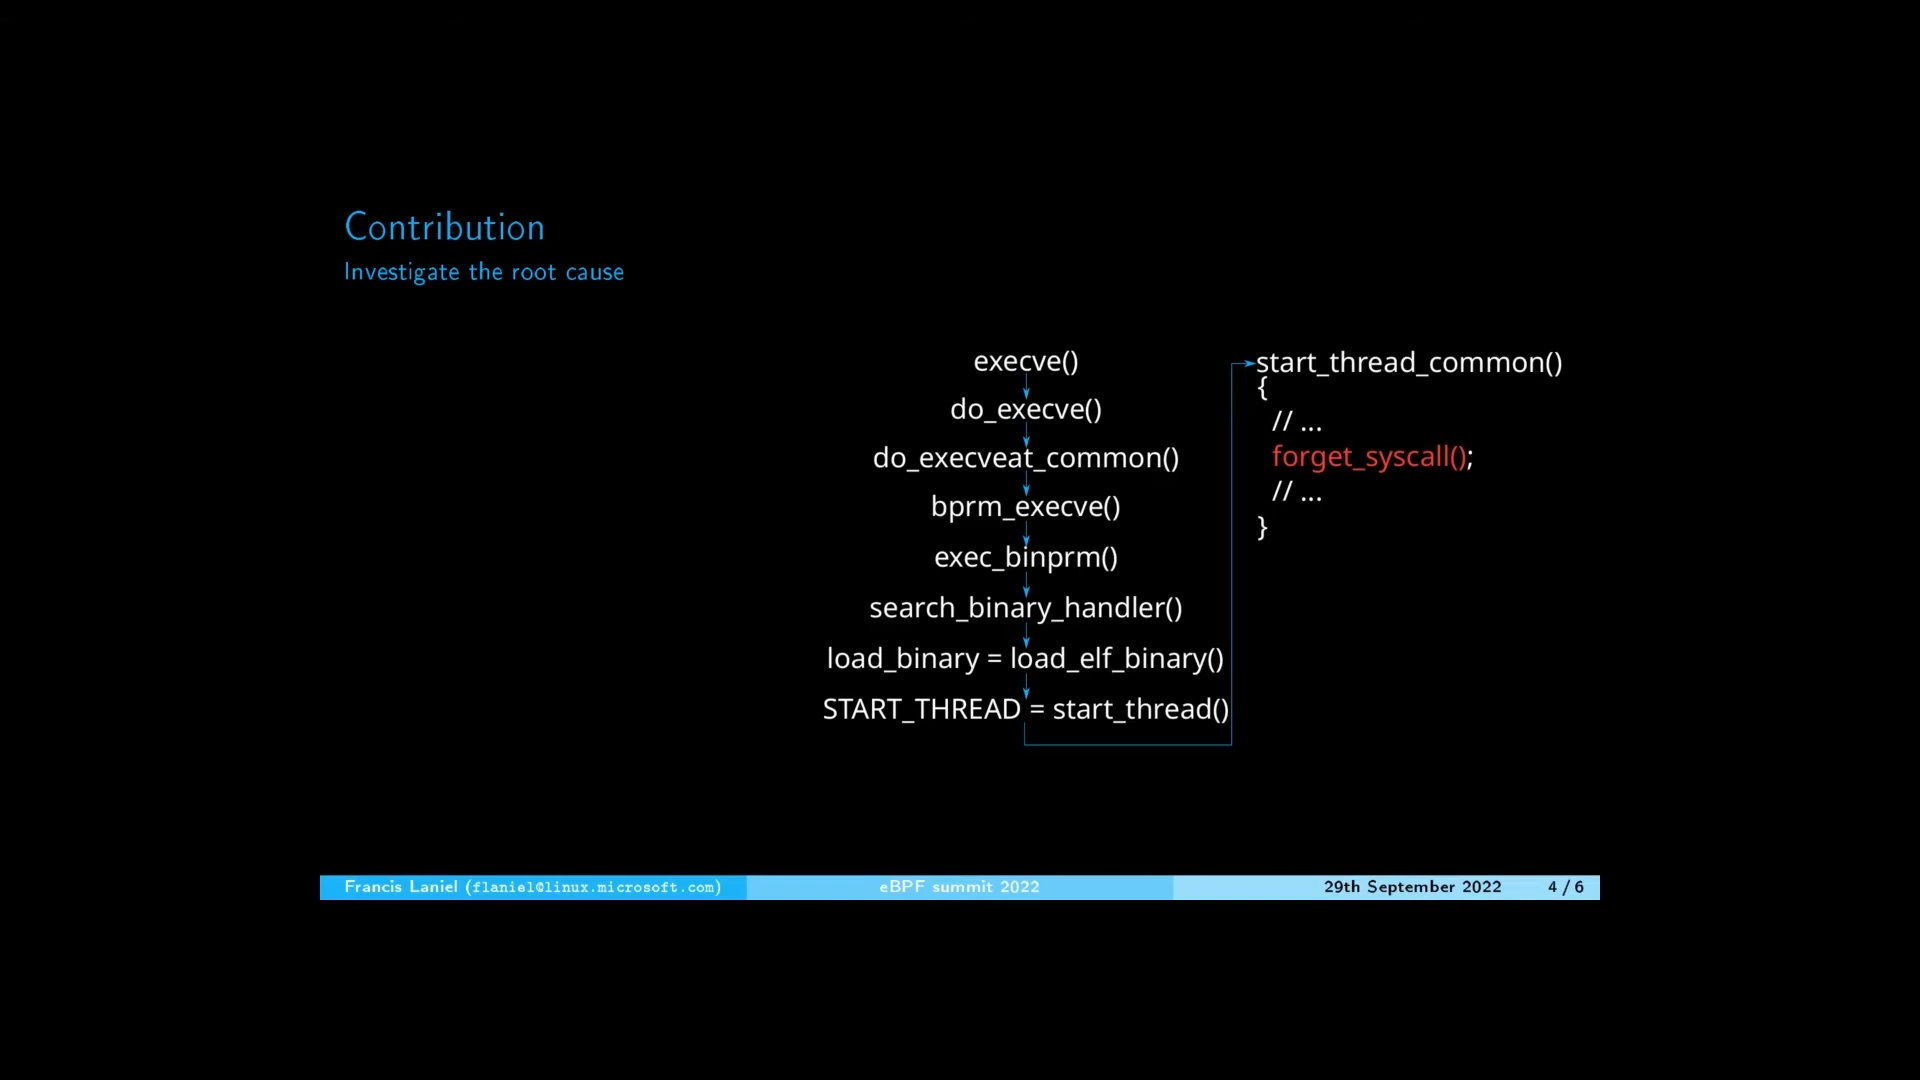 Contribution
Investigate the root cause
execve()
do_execve()
do_execveat_common()
bprm_execve()
exec_binprm()
search_binary_handler()
load_binary = load_elf_binary()
START_THREAD = start_thread()
start_thread_common()
{
// ...
forget_syscall();
// ...
}
Francis Laniel (flaniel@linux.microsoft.com) eBPF summit 2022 29th September 2022 4 / 6